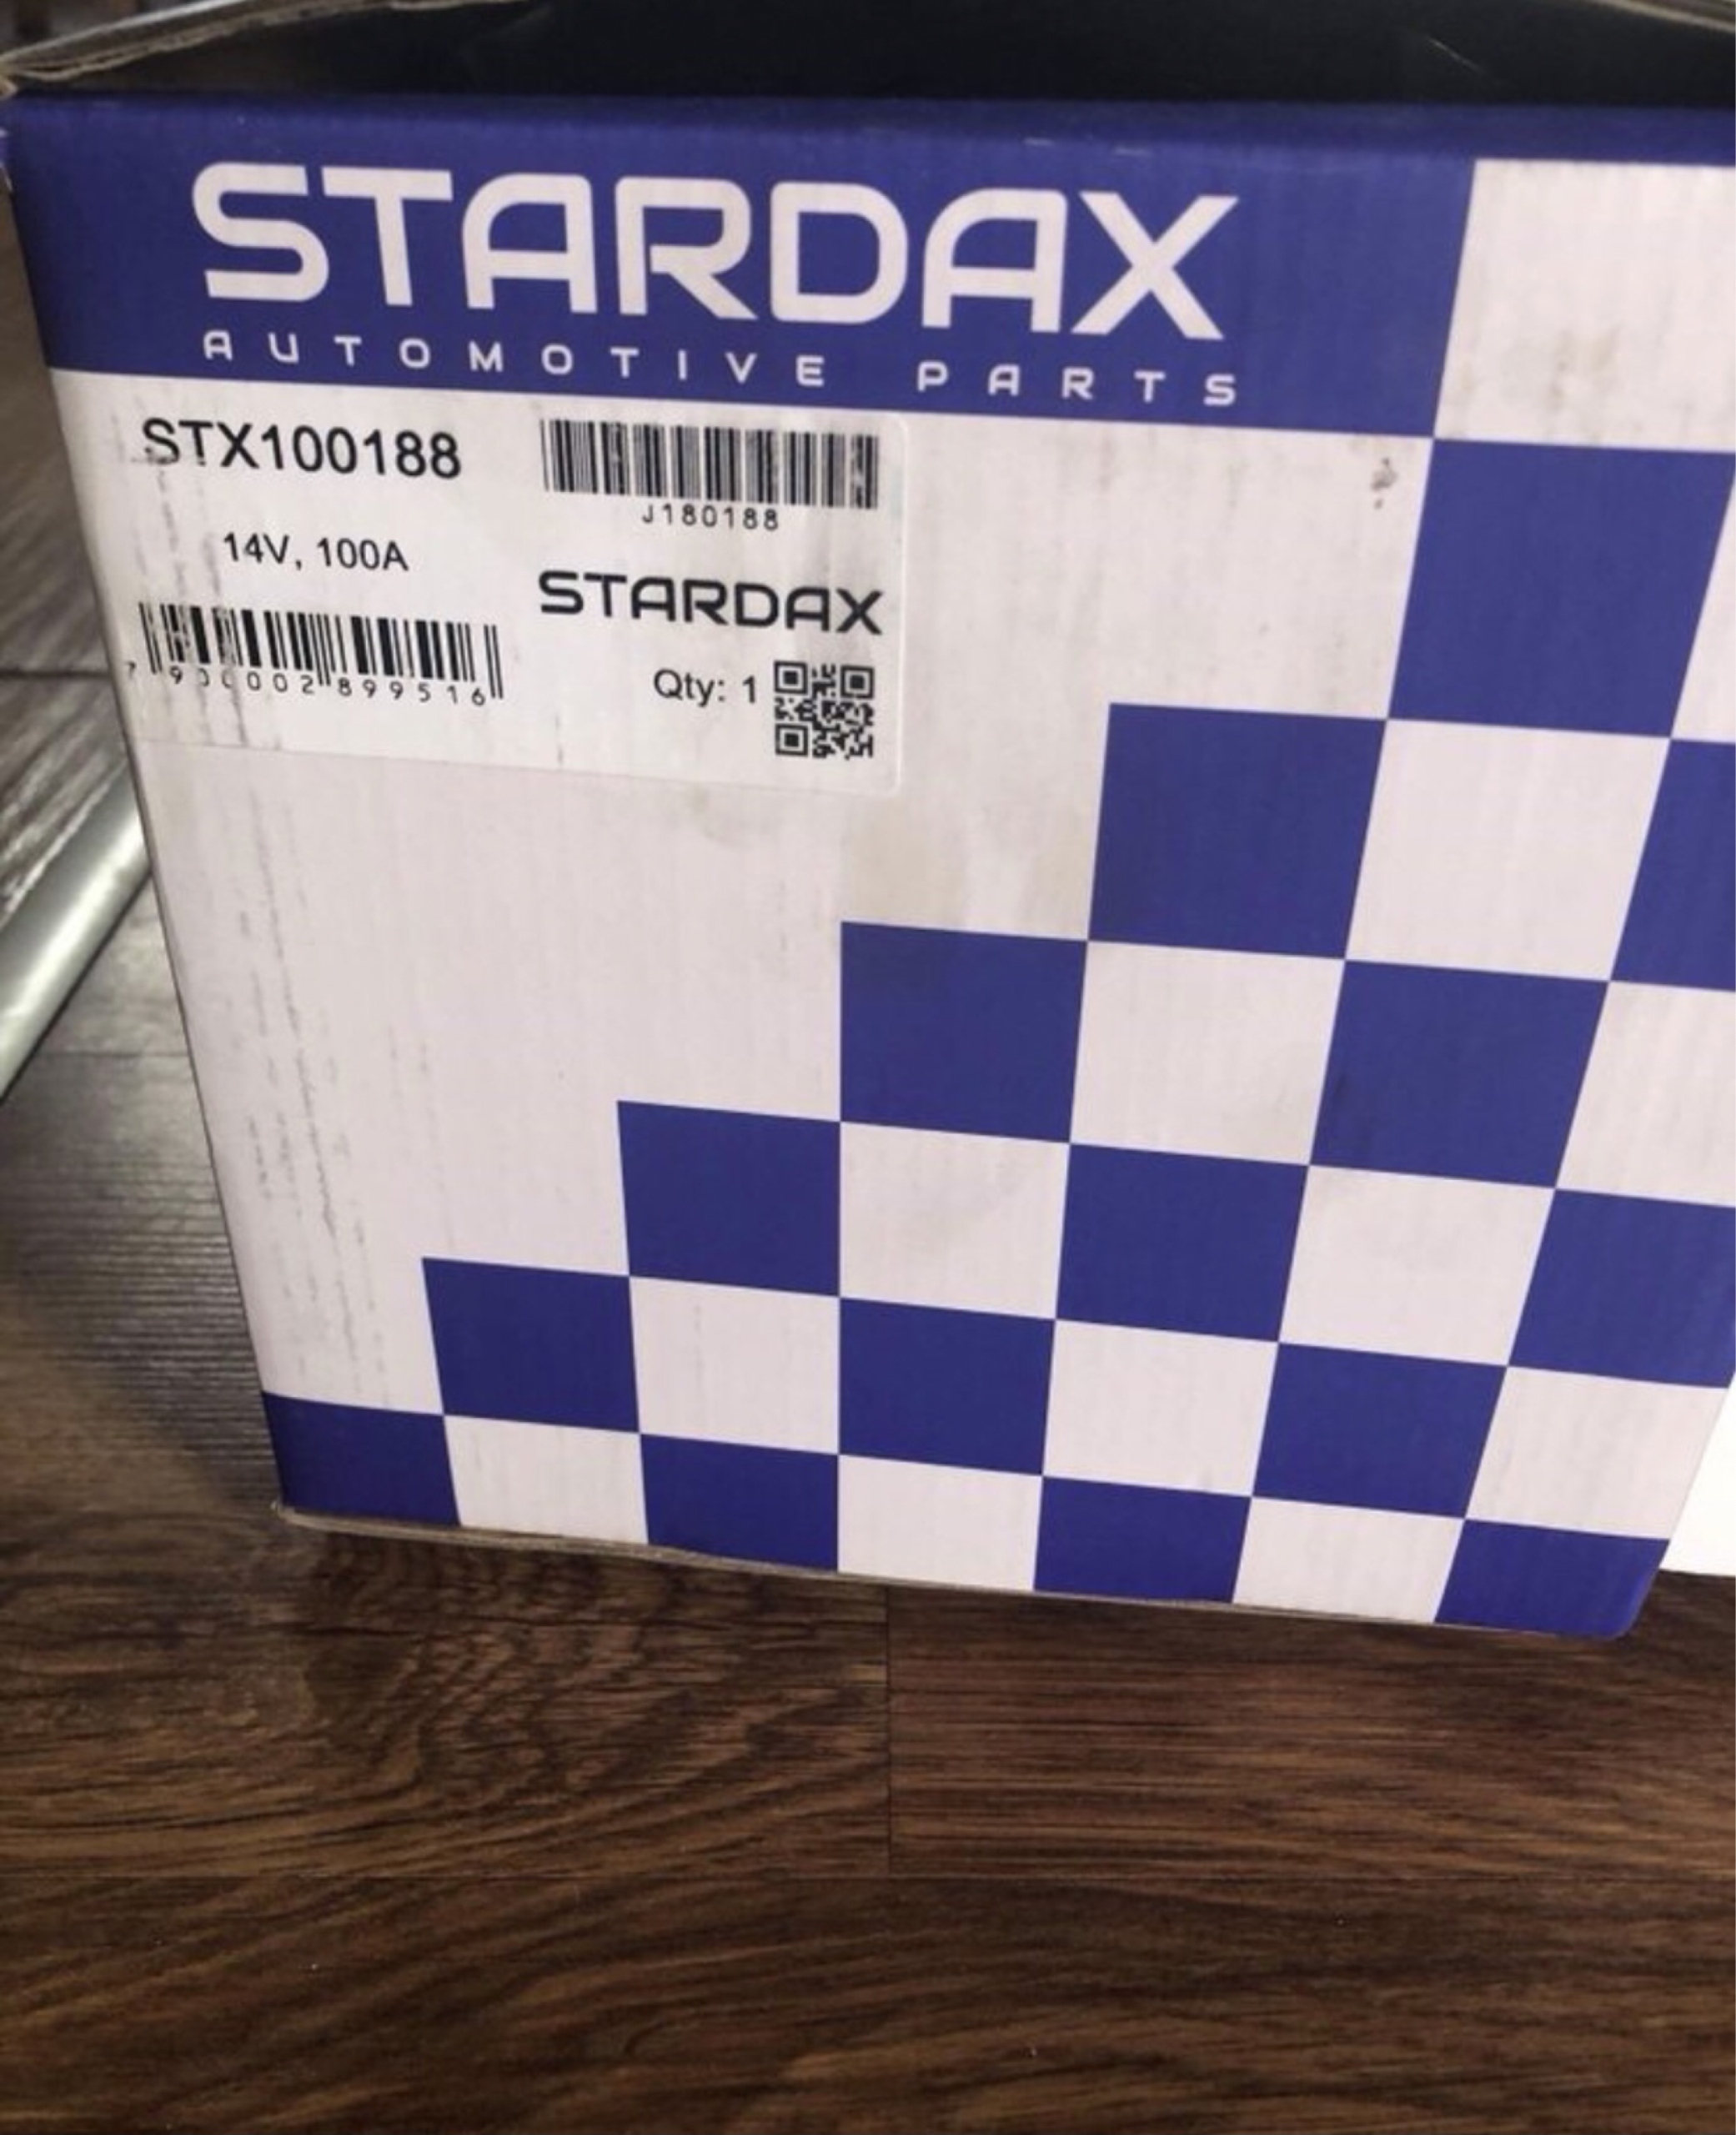 STARDAX
AUTOMOTIVE PARTS
STX100188
J180188
14V, 100A
STARDAX
Qty: 1